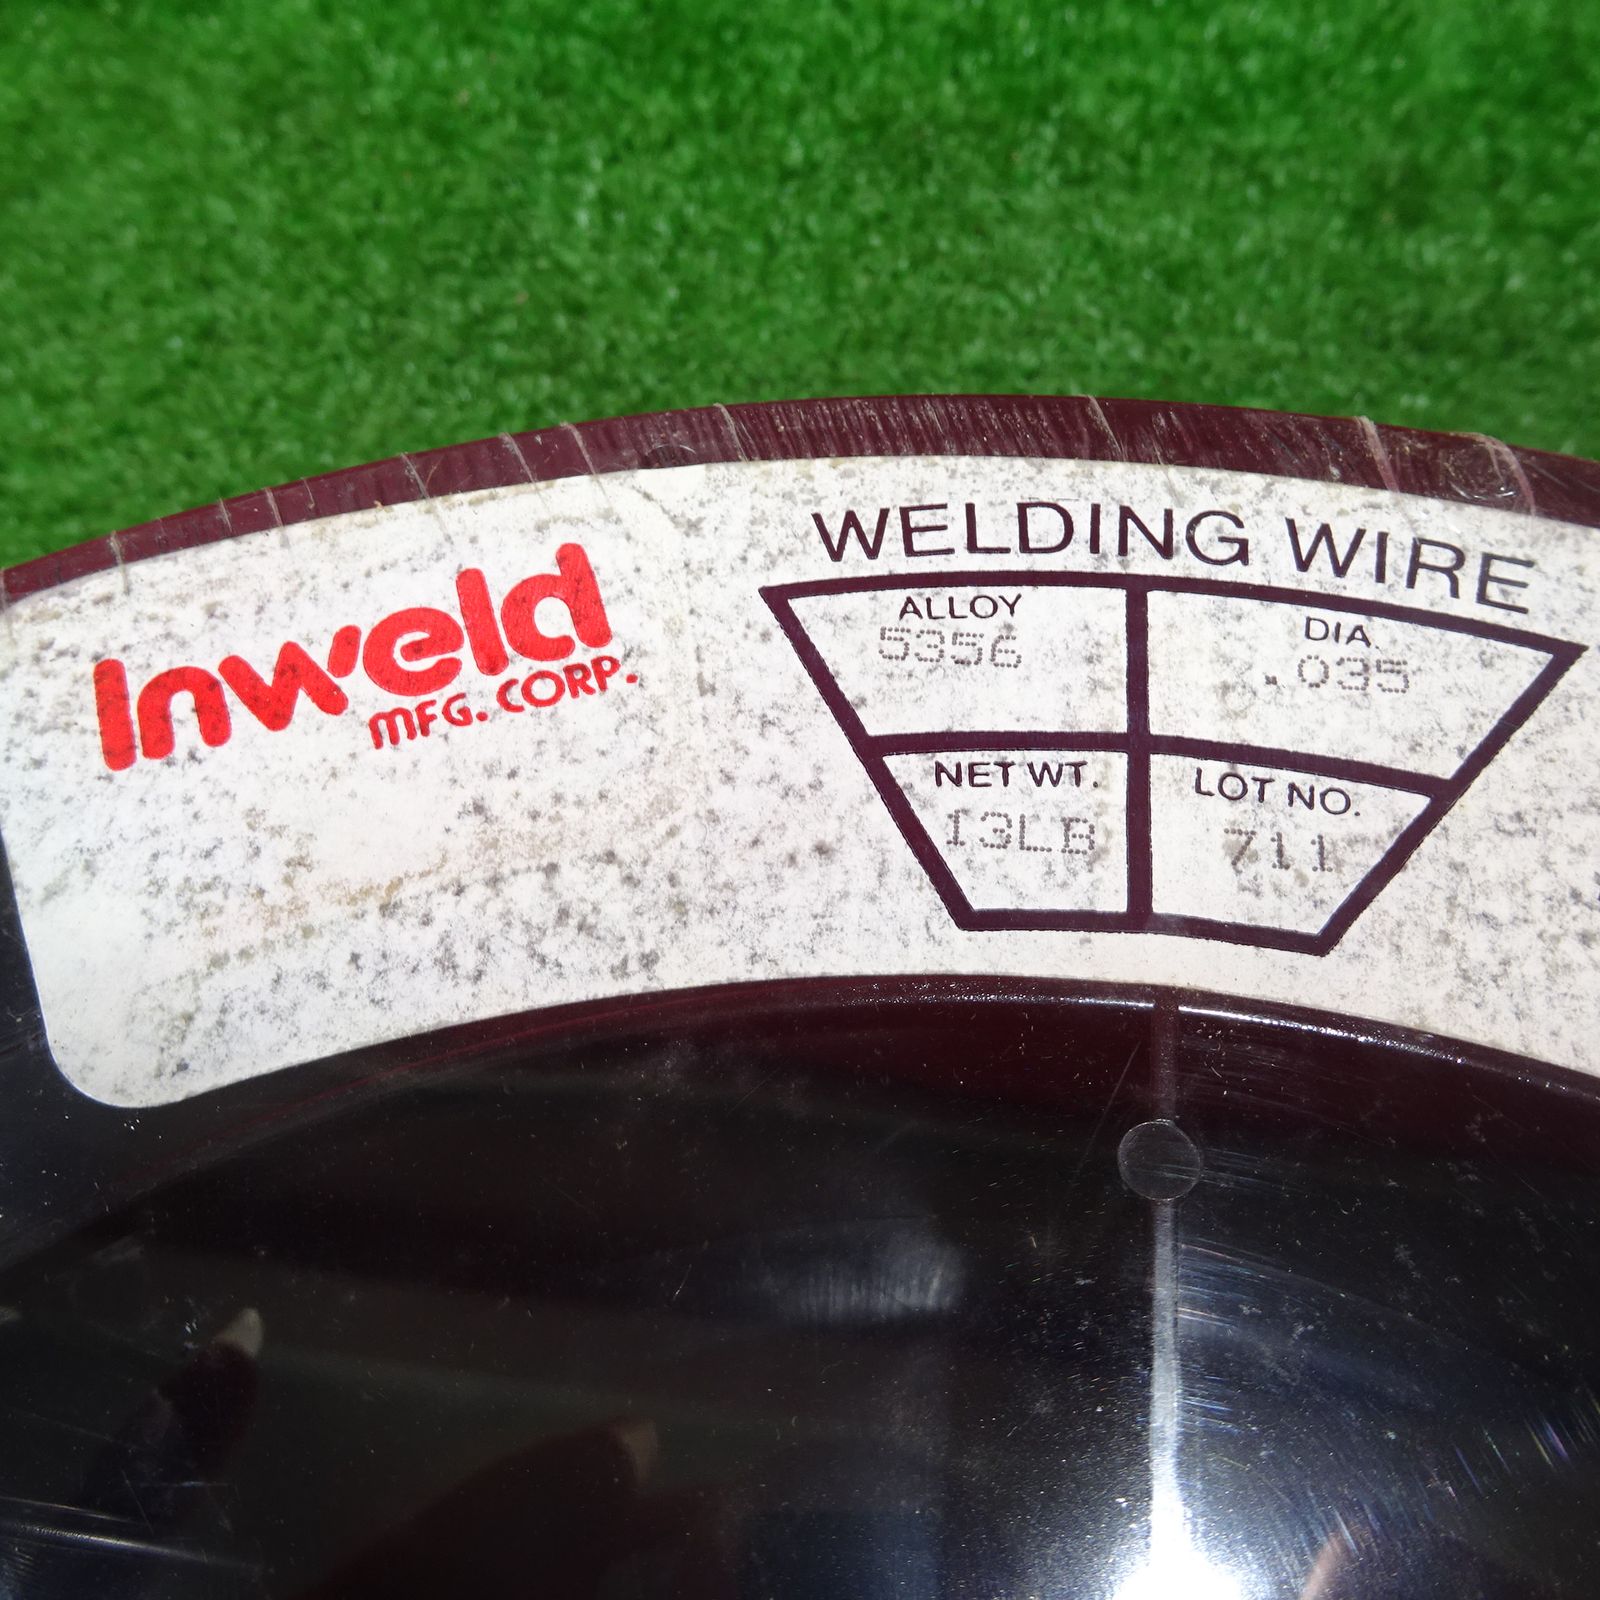 Inweld
MFG. CORP.
WELDING WIRE
ALLOY
5356
DIA.
.035
NET WT.
13LB
LOT NO.
711